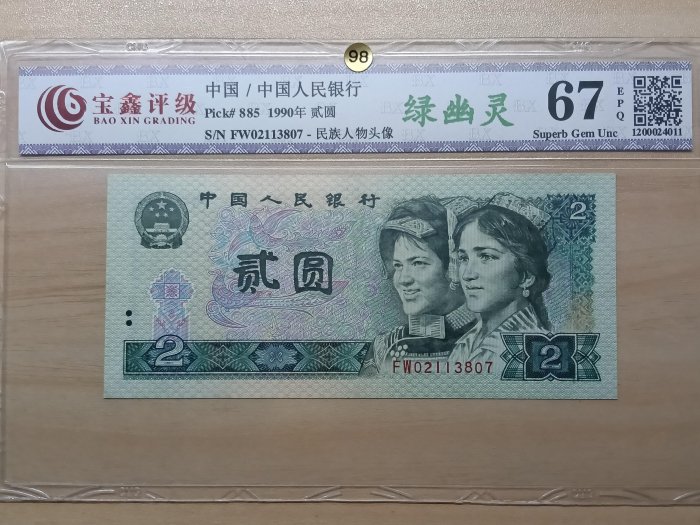 98
宝鑫评级
BAO XIN GRADING
中国 / 中国人民银行
Pick# 885 1990年 贰圆
S/N FW02113807 - 民族人物头像
绿幽灵
67
EPQ
Superb Gem Unc
1200024011
中国人民银行
2
贰圆
2
FW02113807
2